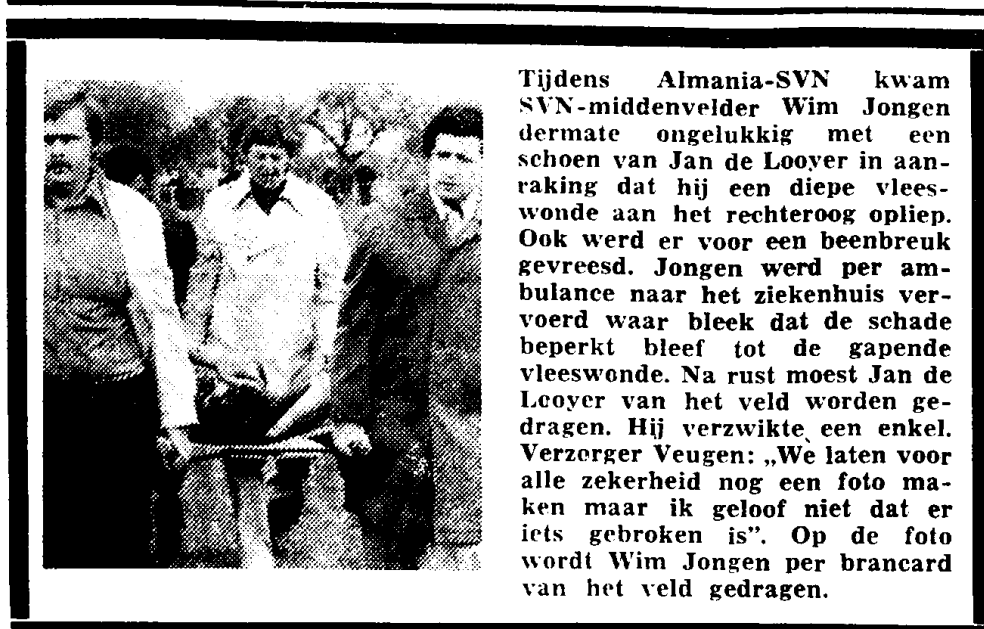 Tijdens Almania-SVN kwam
SVN-middenvelder Wim Jongen
dermate ongelukkig met een
schoen van Jan de Looyer in aan-
raking dat hij een diepe vlees-
wonde aan het rechteroog opliep.
Ook werd er voor een beenbreuk
gevreesd. Jongen werd per am-
bulance naar het ziekenhuis ver-
voerd waar bleek dat de schade
beperkt bleef tot de gapende
vleeswonde. Na rust moest Jan de
Looyer van het veld worden ge-
dragen. Hij verzwikte een enkel.
Verzorger Veugen: „We laten voor
alle zekerheid nog een foto ma-
ken maar ik geloof niet dat er
iets gebroken is”. Op de foto
wordt Wim Jongen per brancard
van het veld gedragen.